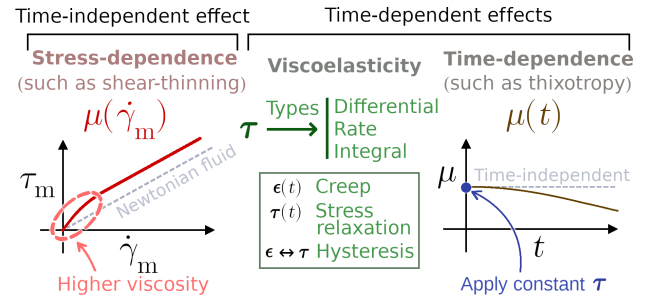 Time-independent effect
Time-dependent effects
Stress-dependence
(such as shear-thinning)
μ(γ̇ₘ)
τₘ
Newtonian fluid
γ̇ₘ
Higher viscosity
Viscoelasticity
τ
Types
Differential
Rate
Integral
ϵ(t) Creep
τ(t) Stress
relaxation
ϵ↔τ Hysteresis
Time-dependence
(such as thixotropy)
μ(t)
μ
Time-independent
t
Apply constant τ